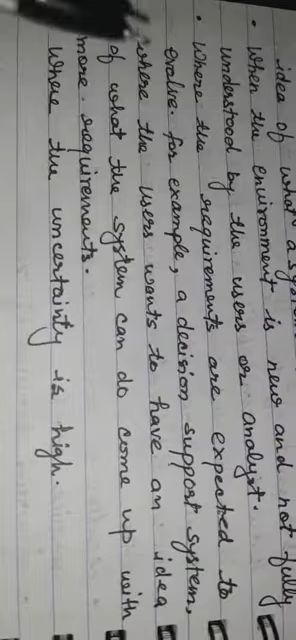 idea of what a syste
• When the environment is new and not fully
understood by the users or analyst.
• Where the requirements are expected to
evolve. for example, a decision support system,
where the users wants to have an idea
of what the system can do come up with
more requirements.
Where the uncertainty is high.